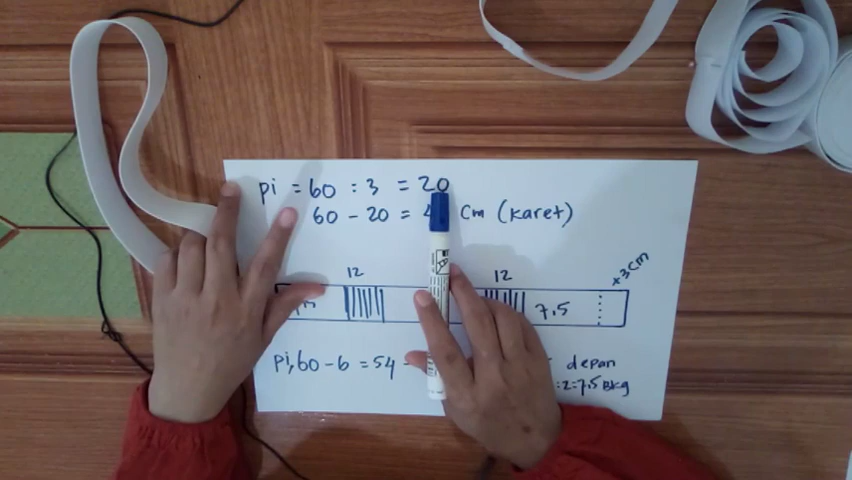 pi = 60 : 3 = 20
60 - 20 = 4 cm (karet)
12 12 +3cm
7,5
pi, 60 - 6 = 54 - depan
= 2 = 7,5 Bkg